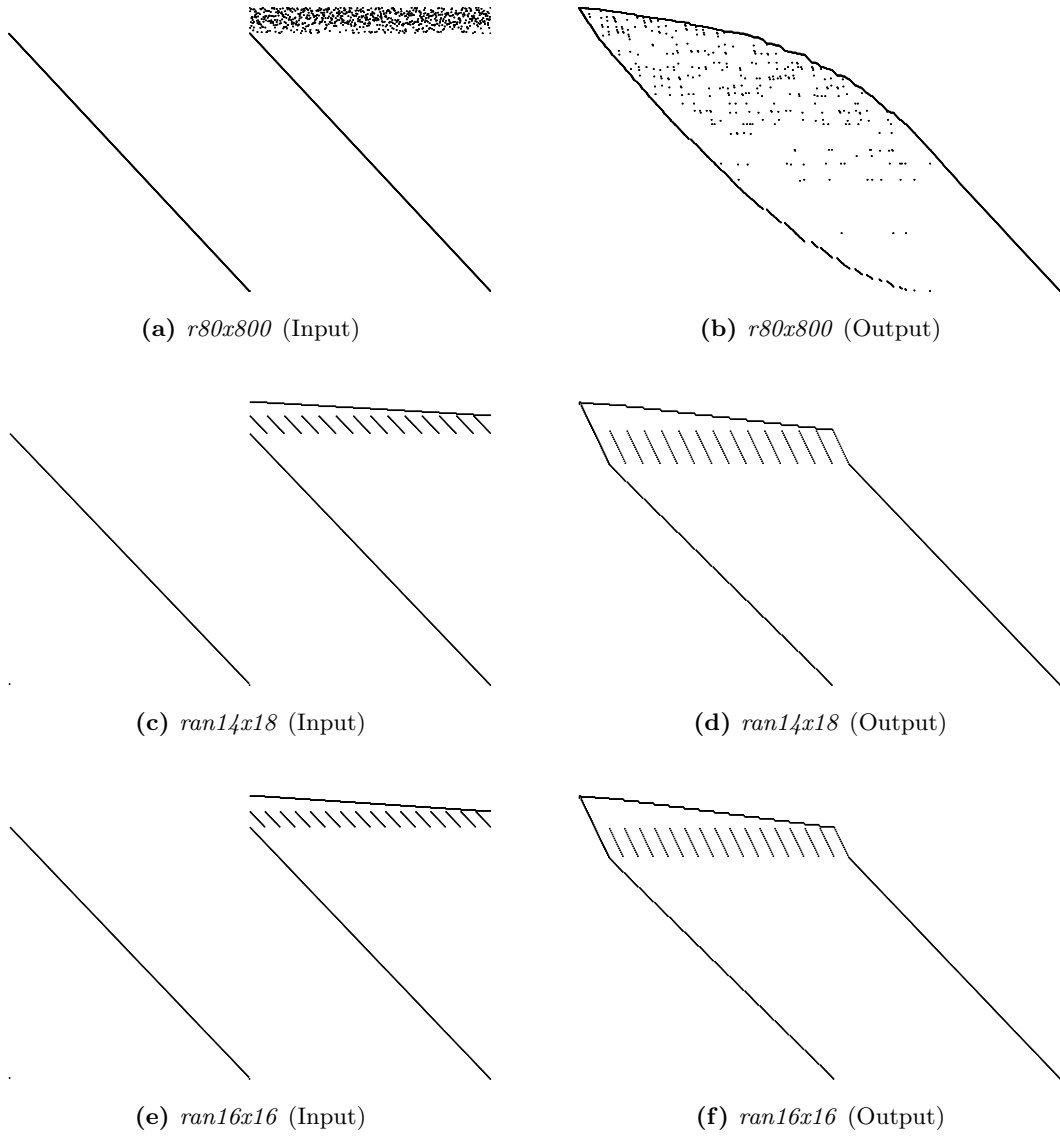 (a) r80x800 (Input)
(b) r80x800 (Output)
(c) ran14x18 (Input)
(d) ran14x18 (Output)
(e) ran16x16 (Input)
(f) ran16x16 (Output)